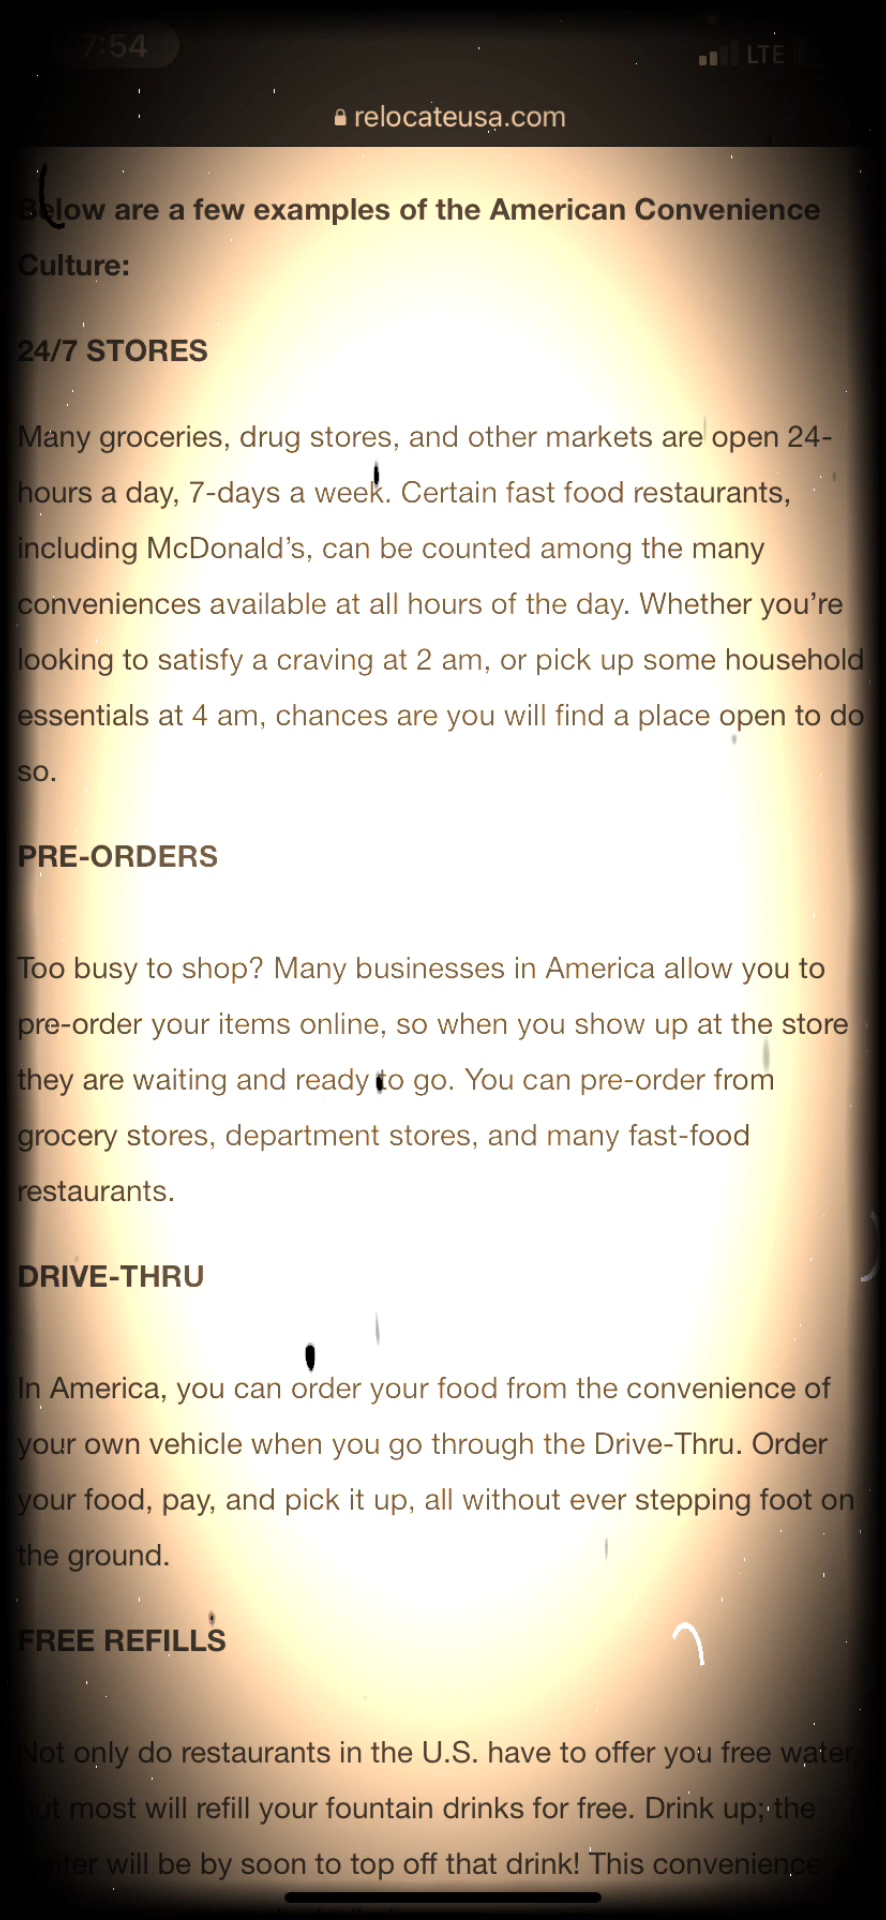 7:54
LTE
relocateusa.com
Below are a few examples of the American Convenience
Culture:
24/7 STORES
Many groceries, drug stores, and other markets are open 24-
hours a day, 7-days a week. Certain fast food restaurants,
including McDonald’s, can be counted among the many
conveniences available at all hours of the day. Whether you’re
looking to satisfy a craving at 2 am, or pick up some household
essentials at 4 am, chances are you will find a place open to do
so.
PRE-ORDERS
Too busy to shop? Many businesses in America allow you to
pre-order your items online, so when you show up at the store
they are waiting and ready to go. You can pre-order from
grocery stores, department stores, and many fast-food
restaurants.
DRIVE-THRU
In America, you can order your food from the convenience of
your own vehicle when you go through the Drive-Thru. Order
your food, pay, and pick it up, all without ever stepping foot on
the ground.
FREE REFILLS
Not only do restaurants in the U.S. have to offer you free water,
but most will refill your fountain drinks for free. Drink up; the
waiter will be by soon to top off that drink! This convenience